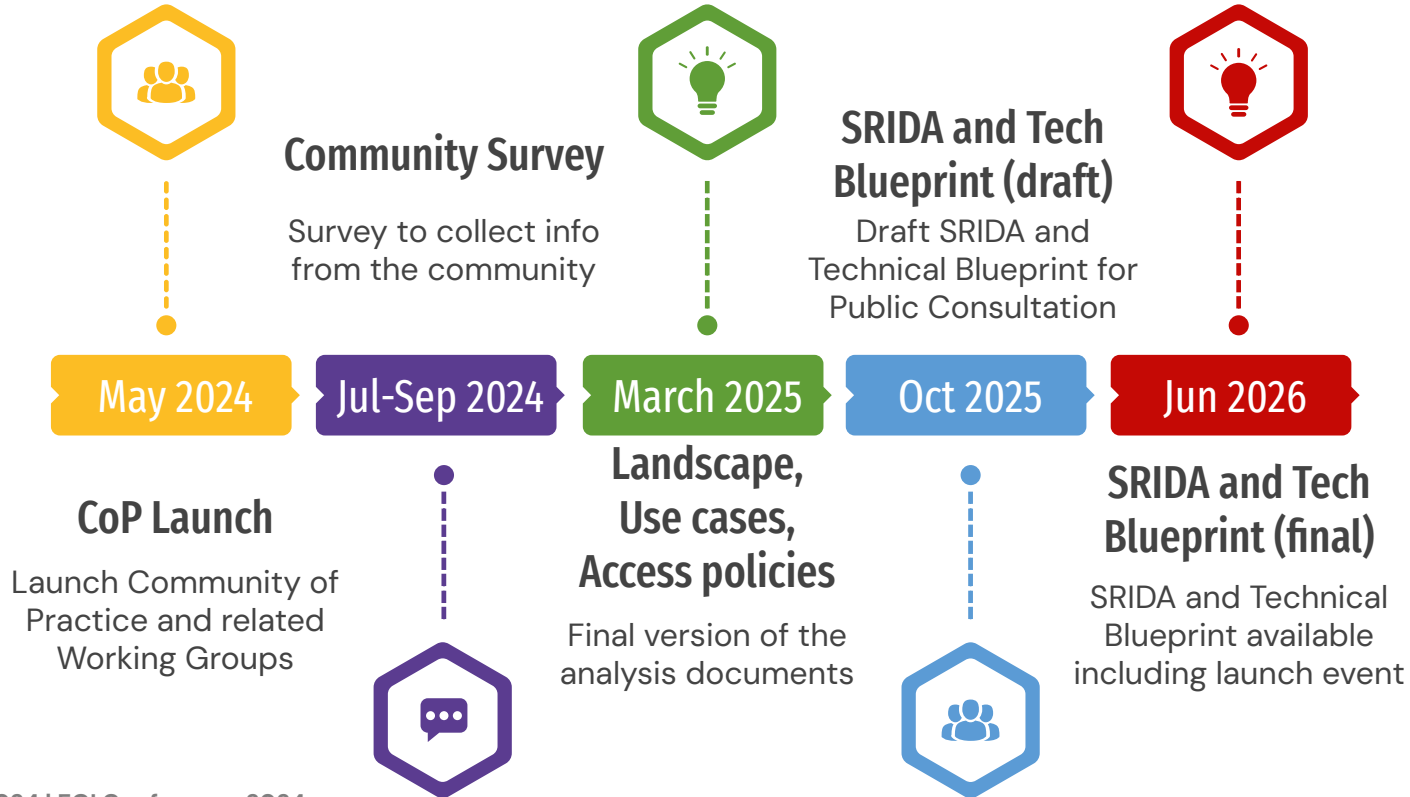 Community Survey
Survey to collect info
from the community
SRIDA and Tech
Blueprint (draft)
Draft SRIDA and
Technical Blueprint for
Public Consultation
May 2024
Jul-Sep 2024
March 2025
Oct 2025
Jun 2026
CoP Launch
Launch Community of
Practice and related
Working Groups
Landscape,
Use cases,
Access policies
Final version of the
analysis documents
SRIDA and Tech
Blueprint (final)
SRIDA and Technical
Blueprint available
including launch event